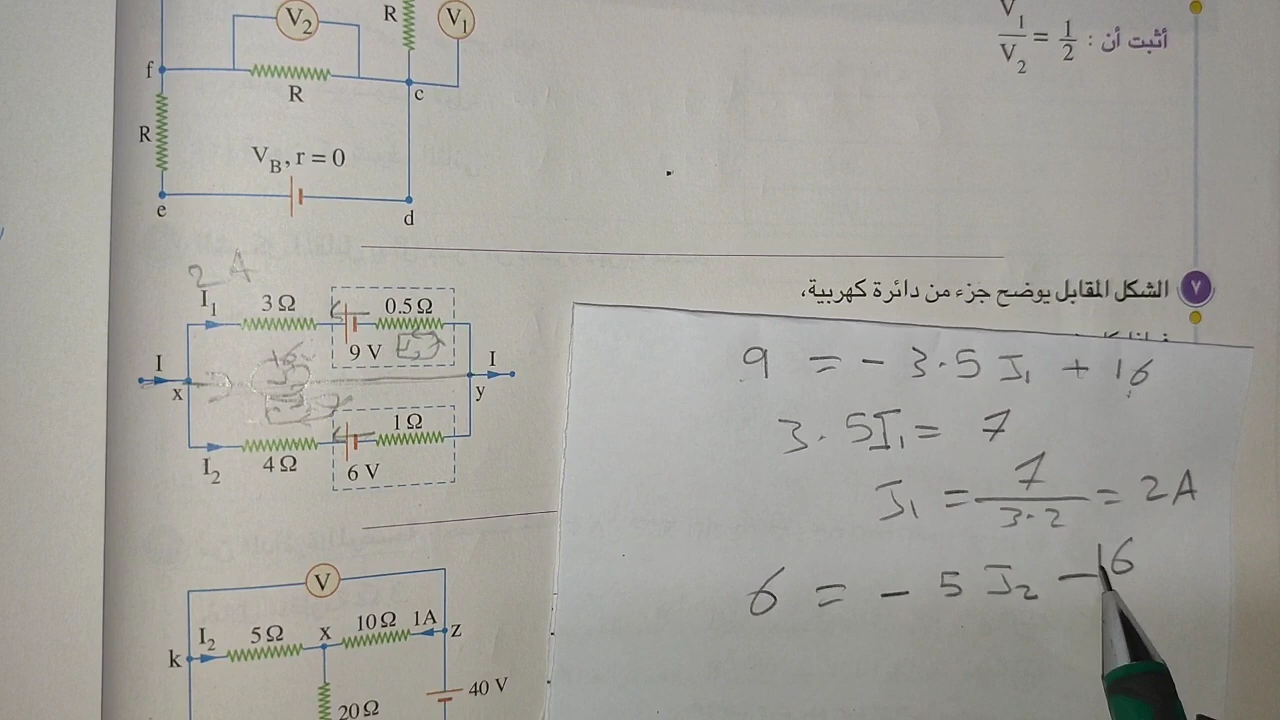 V₂
R
V₁
f
R
c
R
V_B, r = 0
e
d
أثبت أن : V₁/V₂ = 1/2
٧ الشكل المقابل يوضح جزء من دائرة كهربية،
2 A
I₁
3 Ω
0.5 Ω
9 V
I
x
I
y
1 Ω
I₂
4 Ω
6 V
9 = - 3.5 I₁ + 16
3.5 I₁ = 7
I₁ = 7/3.2 = 2A
6 = - 5 I₂ - 16
V
I₂
5 Ω
x
10 Ω
1A
z
k
40 V
20 Ω